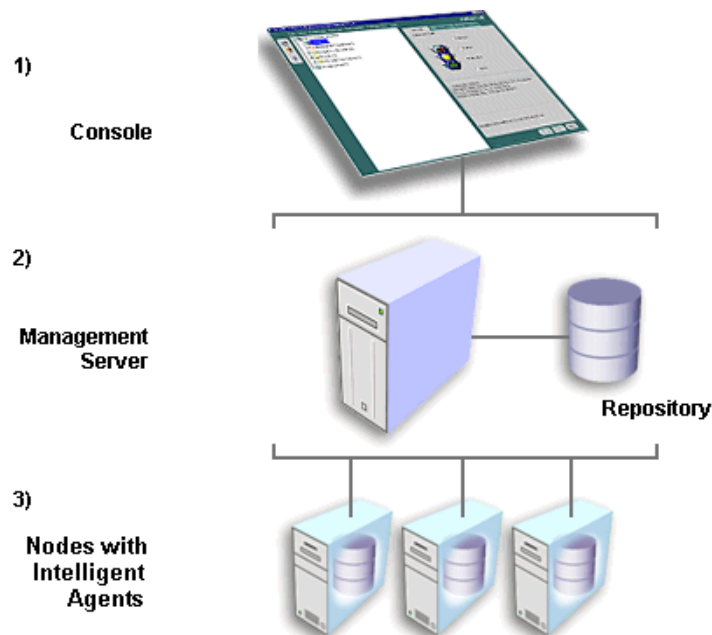 1)
Console
2)
Management
Server
Repository
3)
Nodes with
Intelligent
Agents